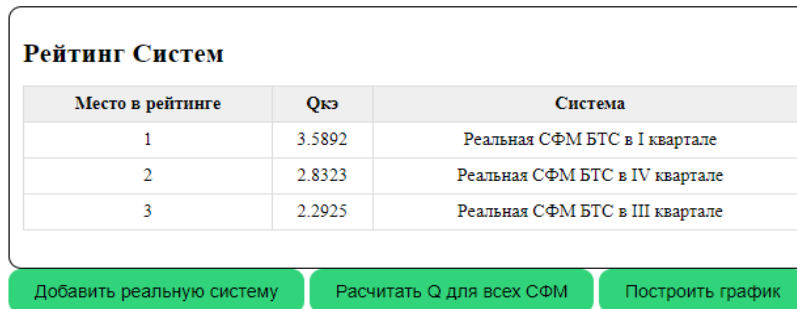 Рейтинг Систем
Место в рейтинге Qкэ Система
1 3.5892 Реальная СФМ БТС в I квартале
2 2.8323 Реальная СФМ БТС в IV квартале
3 2.2925 Реальная СФМ БТС в III квартале
Добавить реальную систему Расчитать Q для всех СФМ Построить график